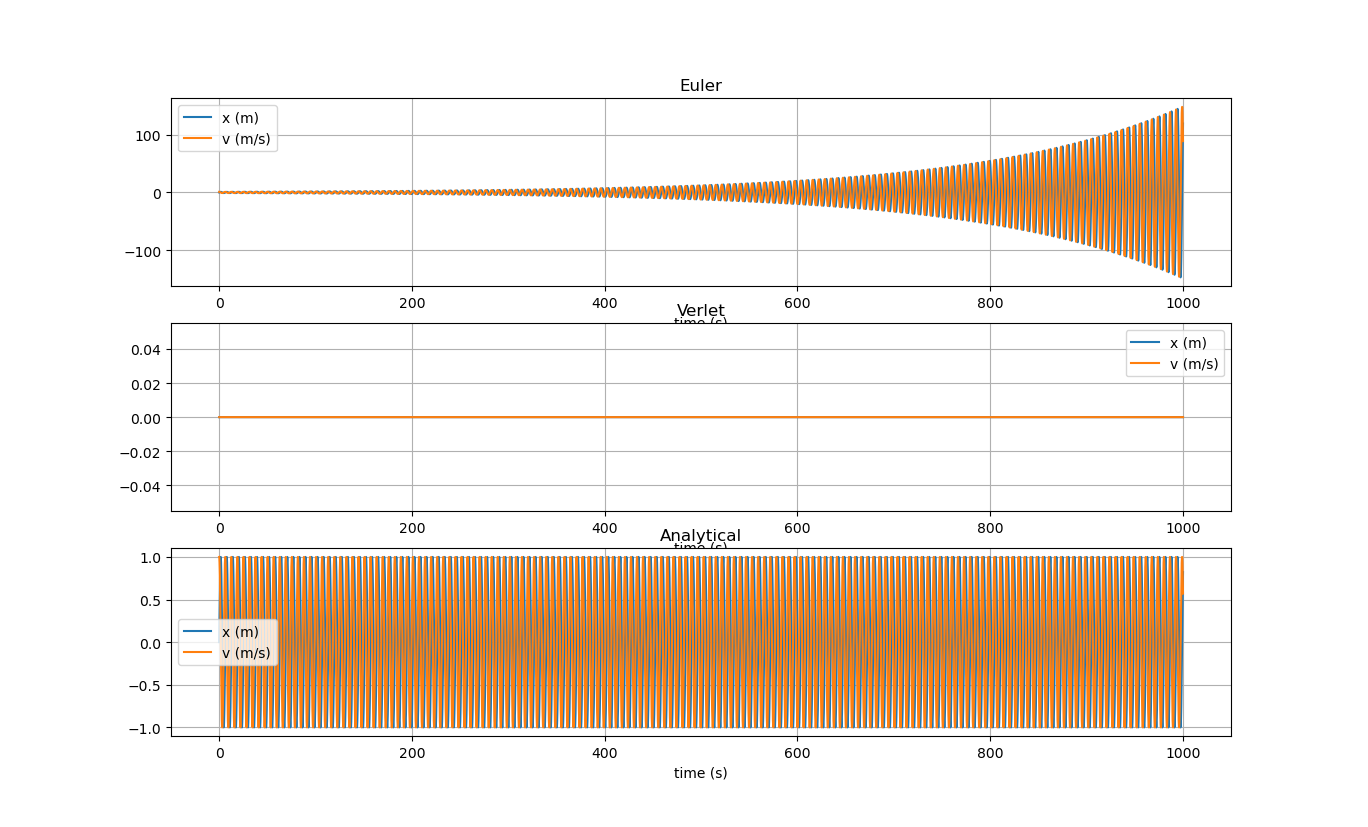 Euler
x (m)
v (m/s)
100
0
−100
0 200 400 600 800 1000
time (s)
Verlet
x (m)
v (m/s)
0.04
0.02
0.00
−0.02
−0.04
0 200 400 600 800 1000
time (s)
Analytical
1.0
0.5
x (m)
0.0
v (m/s)
−0.5
−1.0
0 200 400 600 800 1000
time (s)